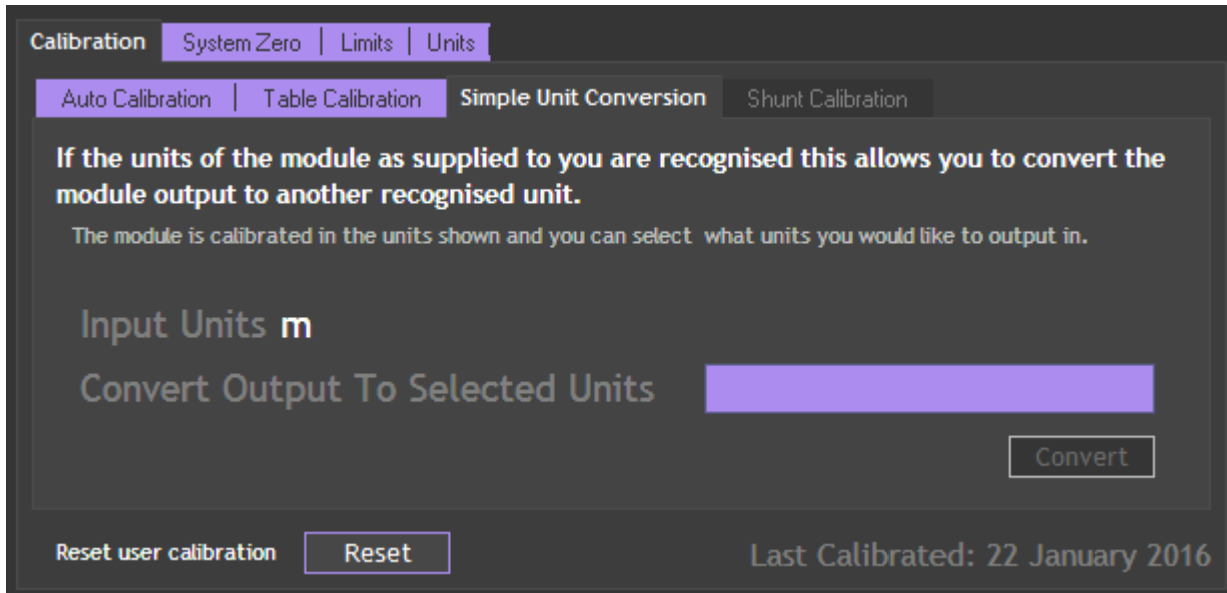 Calibration System Zero | Limits | Units
Auto Calibration | Table Calibration Simple Unit Conversion Shunt Calibration
If the units of the module as supplied to you are recognised this allows you to convert the
module output to another recognised unit.
The module is calibrated in the units shown and you can select what units you would like to output in.
Input Units m
Convert Output To Selected Units
Convert
Reset user calibration Reset Last Calibrated: 22 January 2016